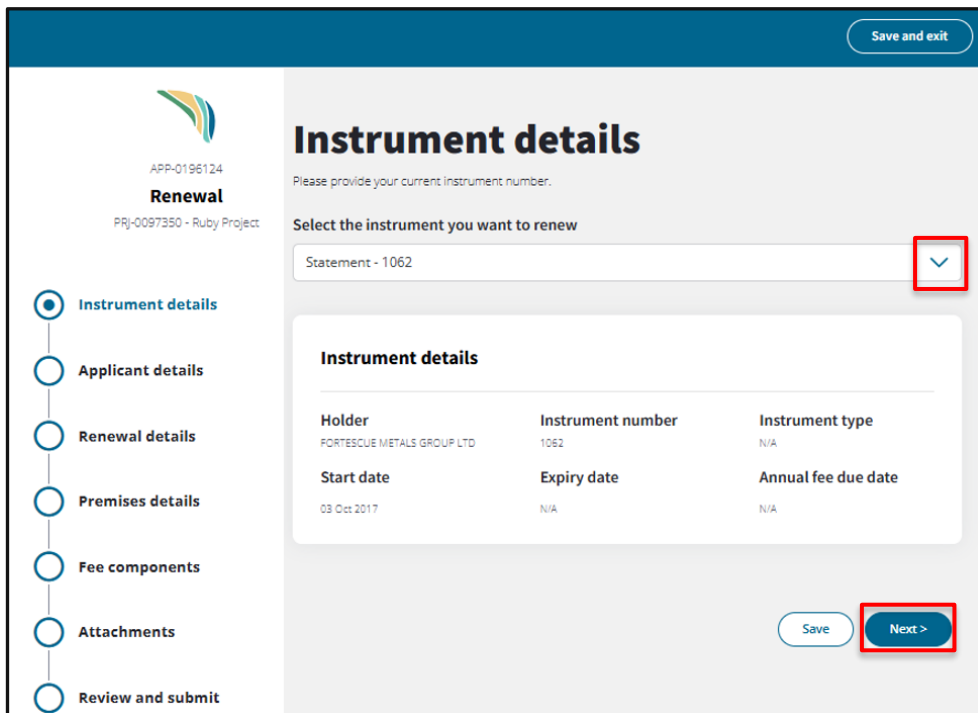 Save and exit
APP-0196124
Renewal
PRJ-0097350 - Ruby Project
Instrument details
Applicant details
Renewal details
Premises details
Fee components
Attachments
Review and submit
Instrument details
Please provide your current instrument number.
Select the instrument you want to renew
Statement - 1062
Instrument details
Holder Instrument number Instrument type
FORTESCUE METALS GROUP LTD 1062 N/A
Start date Expiry date Annual fee due date
03 Oct 2017 N/A N/A
Save Next >